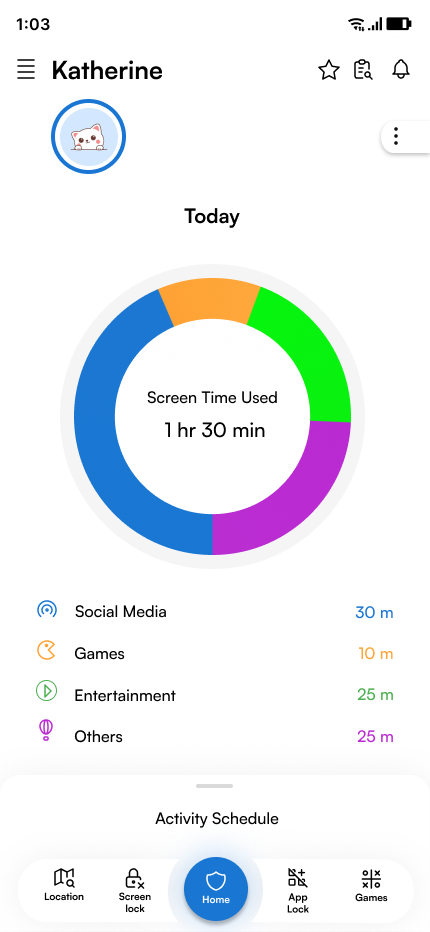 1:03
Katherine
Today
Screen Time Used
1 hr 30 min
Social Media 30 m
Games 10 m
Entertainment 25 m
Others 25 m
Activity Schedule
Location
Screen
lock
Home
App
Lock
Games